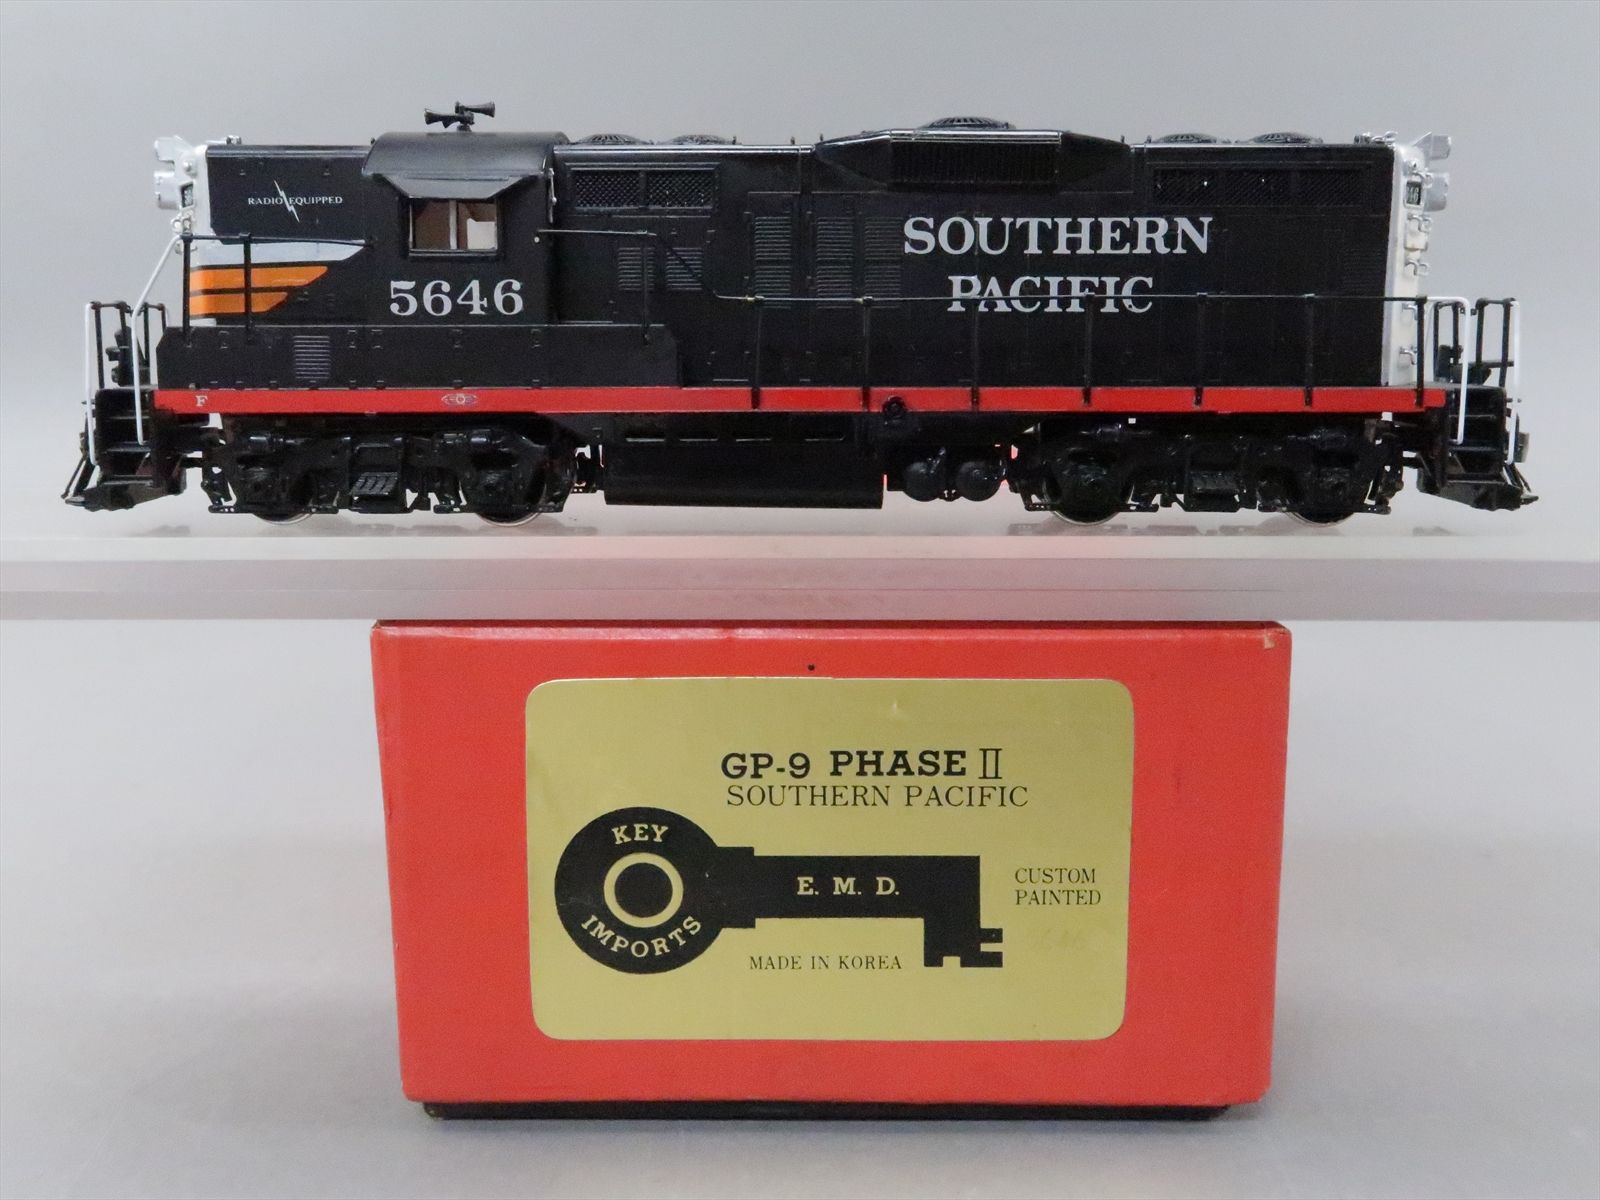 RADIO EQUIPPED
5646
SOUTHERN
PACIFIC
F
GP-9 PHASE II
SOUTHERN PACIFIC
KEY
IMPORTS
E. M. D.
CUSTOM
PAINTED
MADE IN KOREA